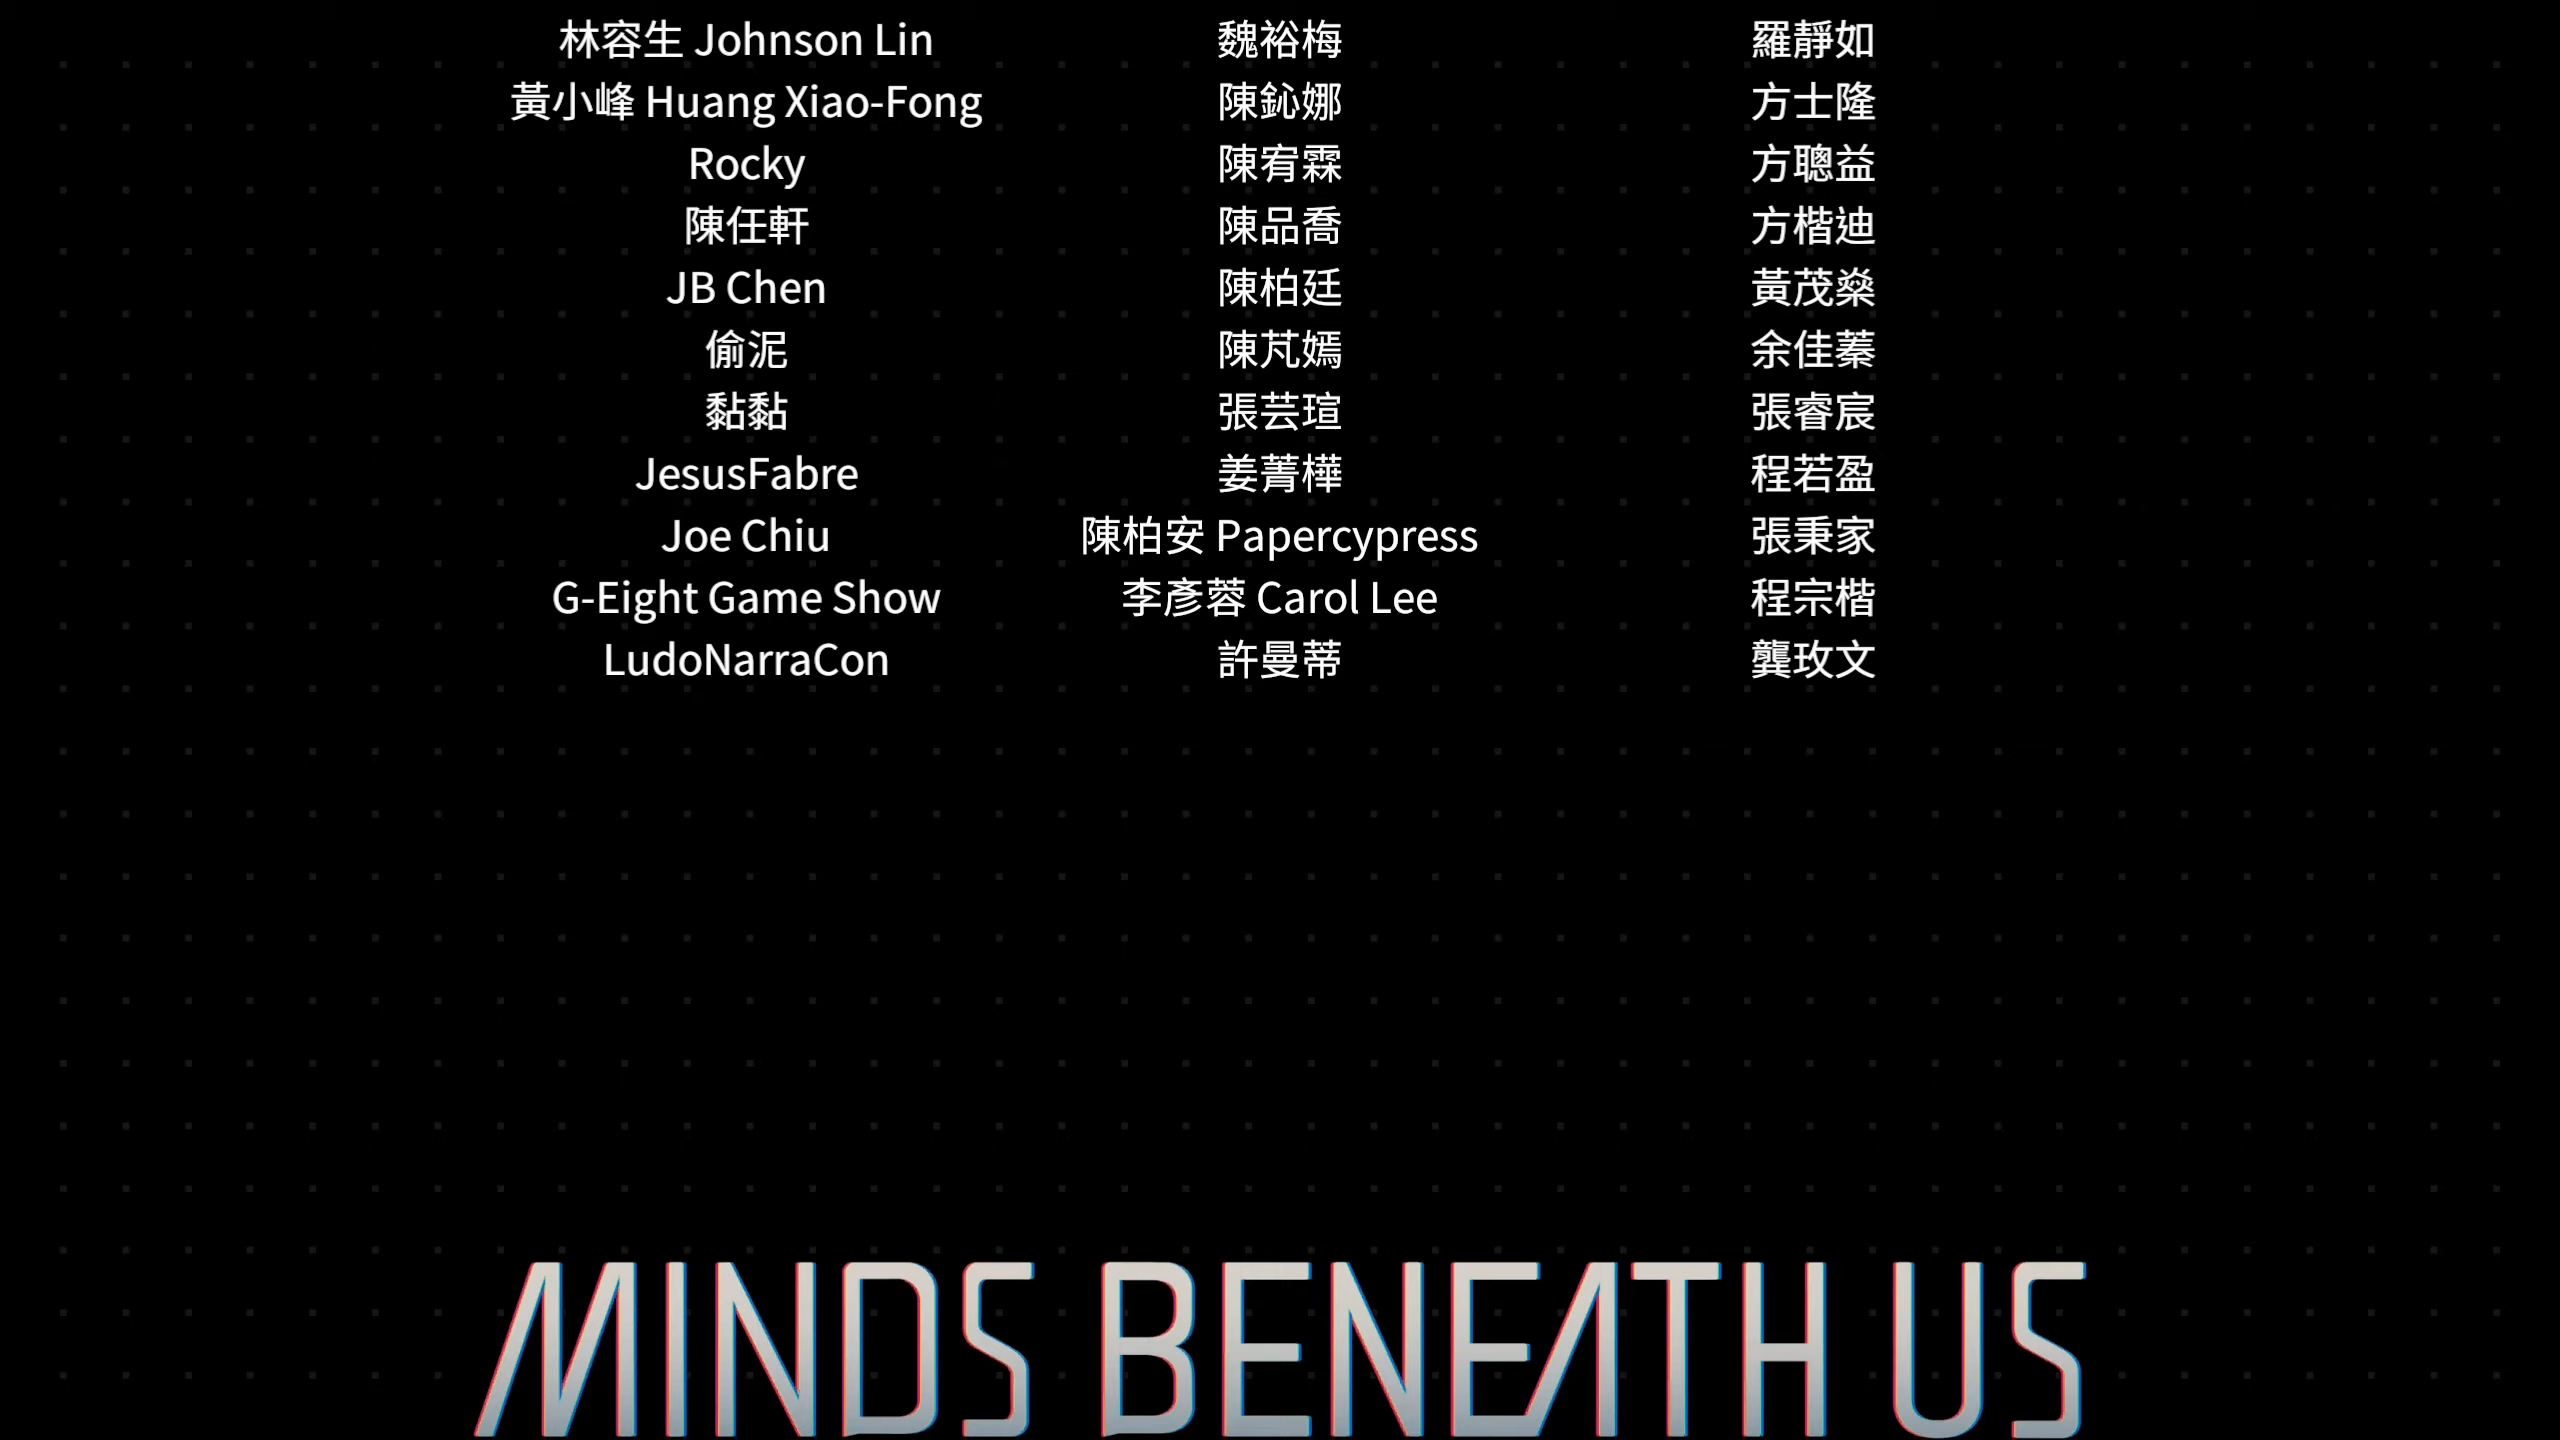 林容生 Johnson Lin 魏裕梅 羅靜如
黃小峰 Huang Xiao-Fong 陳鈊娜 方士隆
Rocky 陳宥霖 方聰益
陳任軒 陳品喬 方楷迪
JB Chen 陳柏廷 黃茂燊
偷泥 陳芃嫣 余佳蓁
黏黏 張芸瑄 張睿宸
JesusFabre 姜菁樺 程若盈
Joe Chiu 陳柏安 Papercypress 張秉家
G-Eight Game Show 李彥蓉 Carol Lee 程宗楷
LudoNarraCon 許曼蒂 龔玫文
MINDS BENEATH US